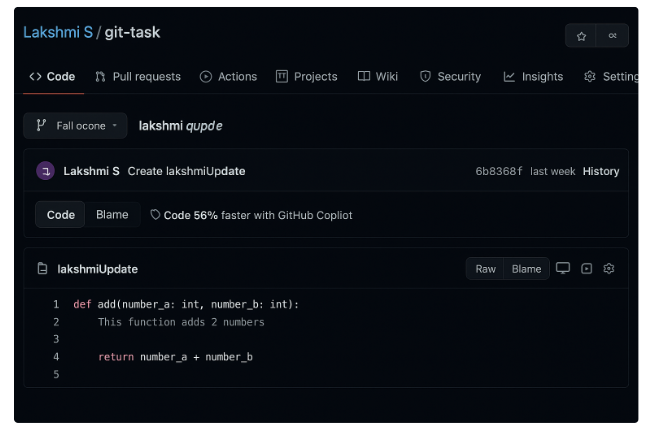 Lakshmi S / git-task
Code Pull requests Actions Projects Wiki Security Insights Setting
Fall ocone lakshmi qupde
Lakshmi S Create lakshmiUpdate 6b8368f last week History
Code Blame Code 56% faster with GitHub Copliot
lakshmiUpdate Raw Blame
1 def add(number_a: int, number_b: int):
2 This function adds 2 numbers
3
4 return number_a + number_b
5